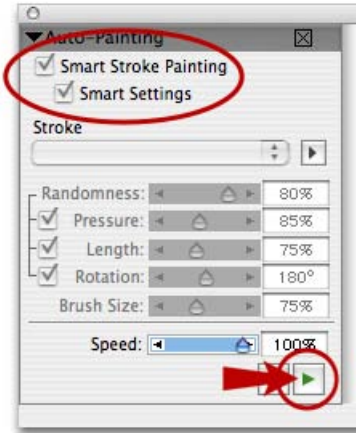 Auto-Painting
Smart Stroke Painting
Smart Settings
Stroke
Randomness: 80%
Pressure: 85%
Length: 75%
Rotation: 180°
Brush Size: 75%
Speed: 100%